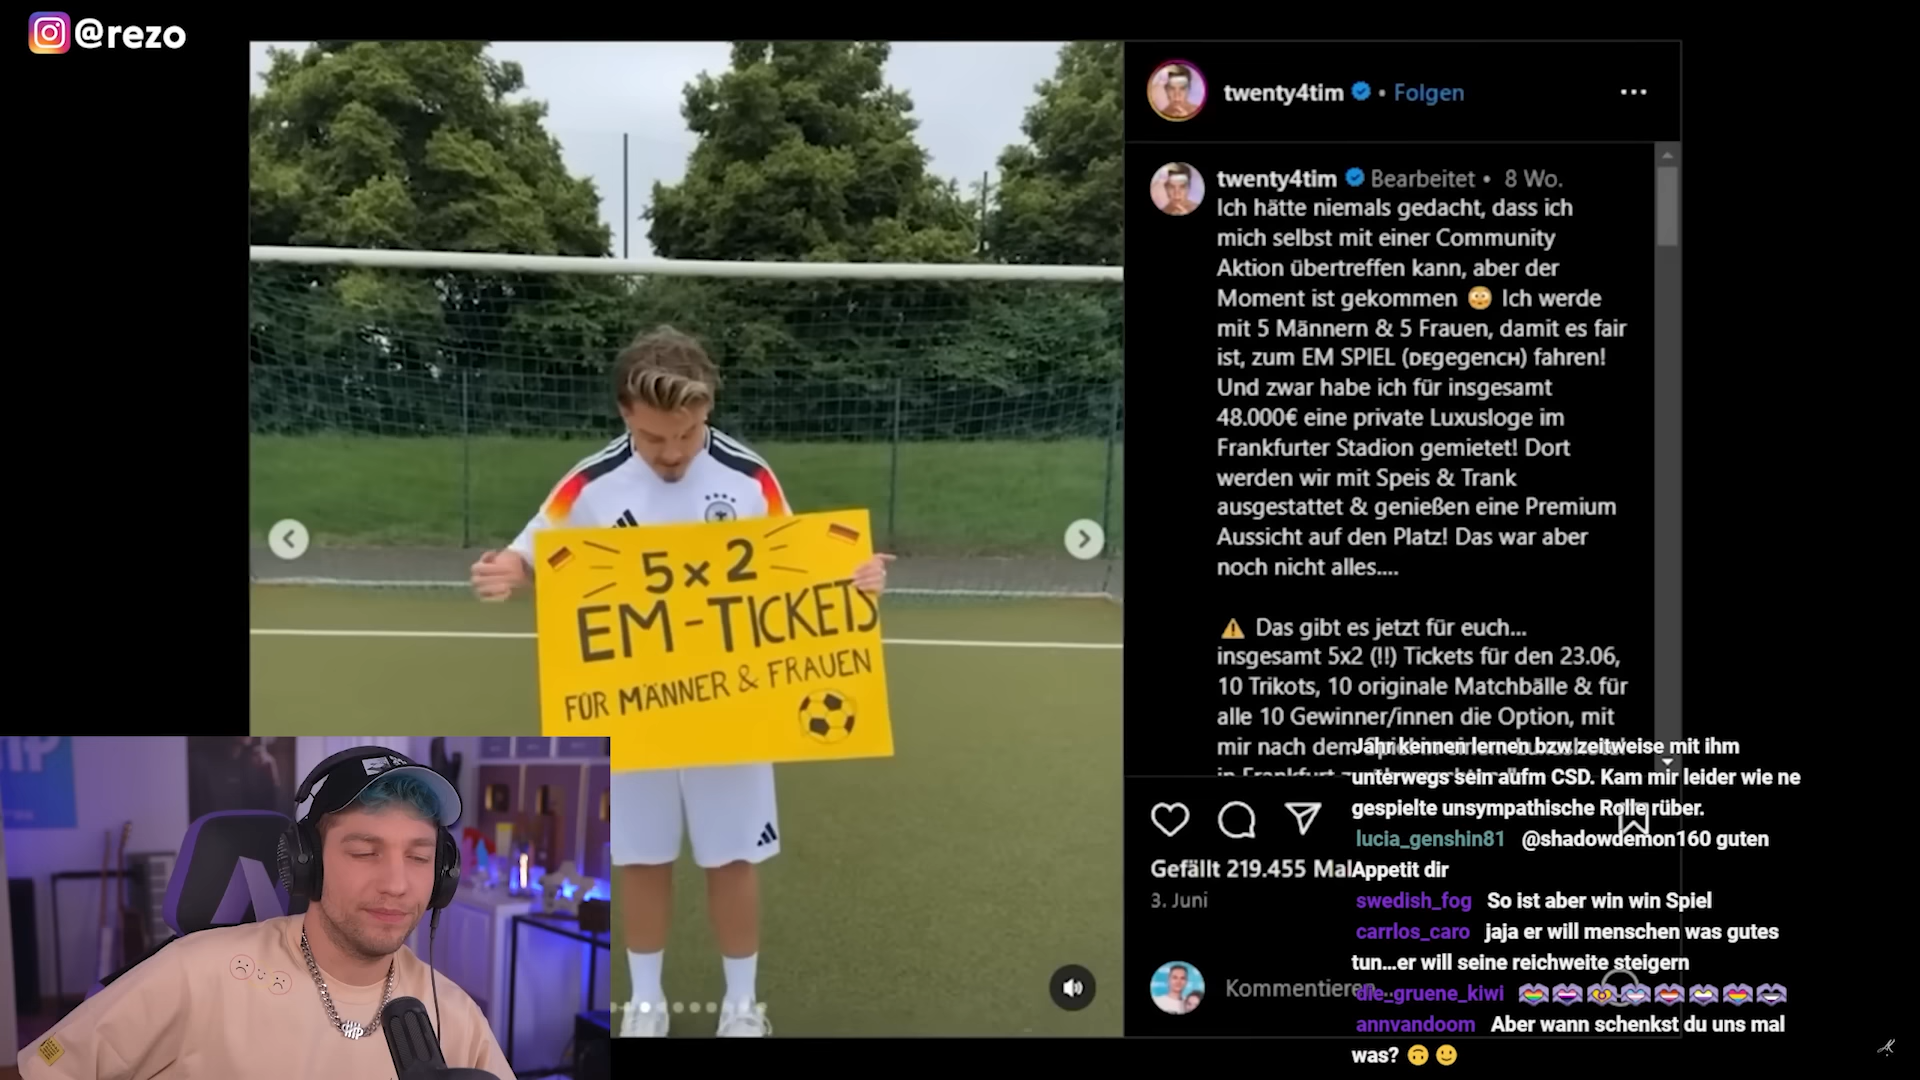 @rezo
twenty4tim • Folgen
twenty4tim Bearbeitet • 8 Wo.
Ich hätte niemals gedacht, dass ich
mich selbst mit einer Community
Aktion übertreffen kann, aber der
Moment ist gekommen 😳 Ich werde
mit 5 Männern & 5 Frauen, damit es fair
ist, zum EM SPIEL (ᴅᴇgegenᴄʜ) fahren!
Und zwar habe ich für insgesamt
48.000€ eine private Luxusloge im
Frankfurter Stadion gemietet! Dort
werden wir mit Speis & Trank
ausgestattet & genießen eine Premium
Aussicht auf den Platz! Das war aber
noch nicht alles....
⚠️ Das gibt es jetzt für euch...
insgesamt 5x2 (!!) Tickets für den 23.06,
10 Trikots, 10 originale Matchbälle & für
alle 10 Gewinner/innen die Option, mit
mir nach dem
5x2
EM-TICKETS
FÜR MÄNNER & FRAUEN
Gefällt 219.455 Mal
3. Juni
Kommentieren...
Jahr kennen lernen bzw zeitweise mit ihm
unterwegs sein aufm CSD. Kam mir leider wie ne
gespielte unsympathische Rolle rüber.
lucia_genshin81 @shadowdemon160 guten
Appetit dir
swedish_fog So ist aber win win Spiel
carrlos_caro jaja er will menschen was gutes
tun...er will seine reichweite steigern
die_gruene_kiwi
annvandoom Aber wann schenkst du uns mal
was? 🙃 🙂